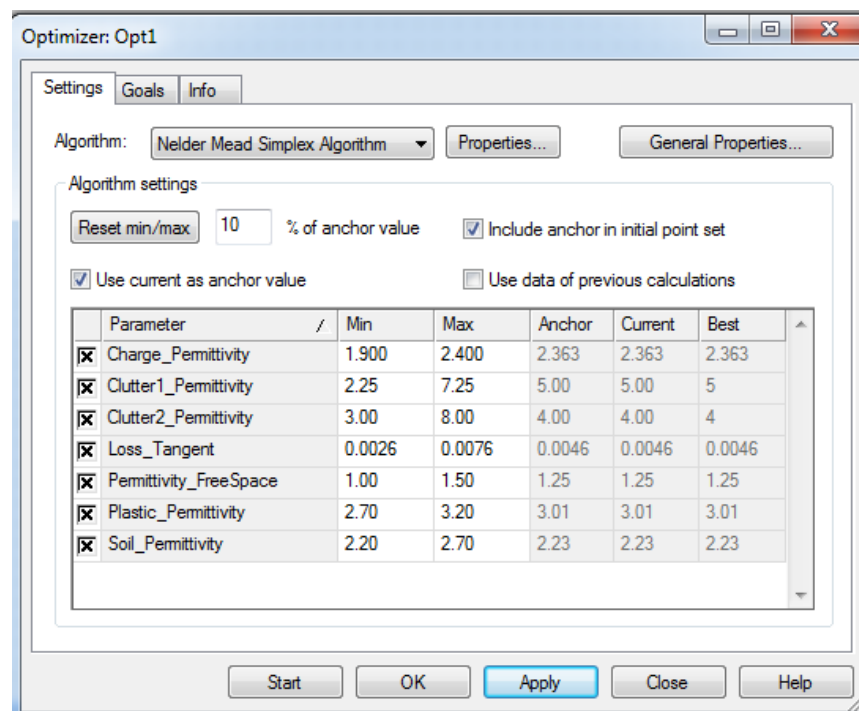 Optimizer: Opt1
Settings Goals Info
Algorithm: Nelder Mead Simplex Algorithm Properties... General Properties...
Algorithm settings
Reset min/max 10 % of anchor value Include anchor in initial point set
Use current as anchor value Use data of previous calculations
Parameter / Min Max Anchor Current Best
Charge_Permittivity 1.900 2.400 2.363 2.363 2.363
Clutter1_Permittivity 2.25 7.25 5.00 5.00 5
Clutter2_Permittivity 3.00 8.00 4.00 4.00 4
Loss_Tangent 0.0026 0.0076 0.0046 0.0046 0.0046
Permittivity_FreeSpace 1.00 1.50 1.25 1.25 1.25
Plastic_Permittivity 2.70 3.20 3.01 3.01 3.01
Soil_Permittivity 2.20 2.70 2.23 2.23 2.23
Start OK Apply Close Help